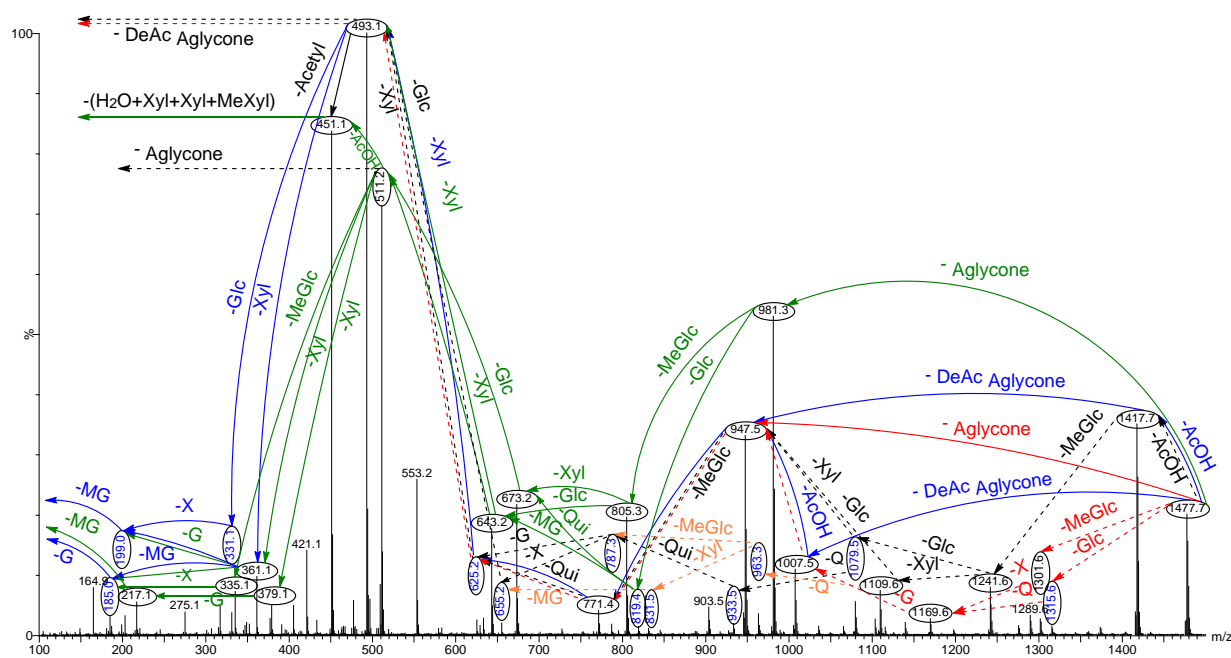 - DeAc Aglycone
100
493.1
-Acetyl
-Glc
-Xyl
-(H₂O+Xyl+Xyl+MeXyl)
451.1
-AcOH
-Xyl
-Xyl
- Aglycone
511.2
- Aglycone
-Glc
-Xyl
-MeGlc
-Xyl
-Xyl
981.3
%
-MeGlc
-Glc
-Glc
-Xyl
- DeAc Aglycone
- Aglycone
947.5
1417.7
-AcOH
-AcOH
-MeGlc
-MeGlc
-Xyl
-Glc
553.2
-Xyl
673.2
-Glc
-Qui
805.3
-AcOH
- DeAc Aglycone
1477.7
643.2
-MG
-MG
-X
-MG
-G
-G
-MG
199.0
331.1
421.1
-G
-X
-Qui
787.3
-MeGlc
-Xyl
-Qui
963.3
1079.5
-Glc
-Xyl
-MeGlc
-Glc
625.2
361.1
-X
164.9
185.0
335.1
379.1
217.1
-G
275.1
655.2
-MG
771.4
819.4
831.5
903.5
933.5
-Q
-Q
1007.5
1109.6
-G
1169.6
1241.6
-X
-Q
1301.6
1289.6
1315.6
0
100 200 300 400 500 600 700 800 900 1000 1100 1200 1300 1400
m/z